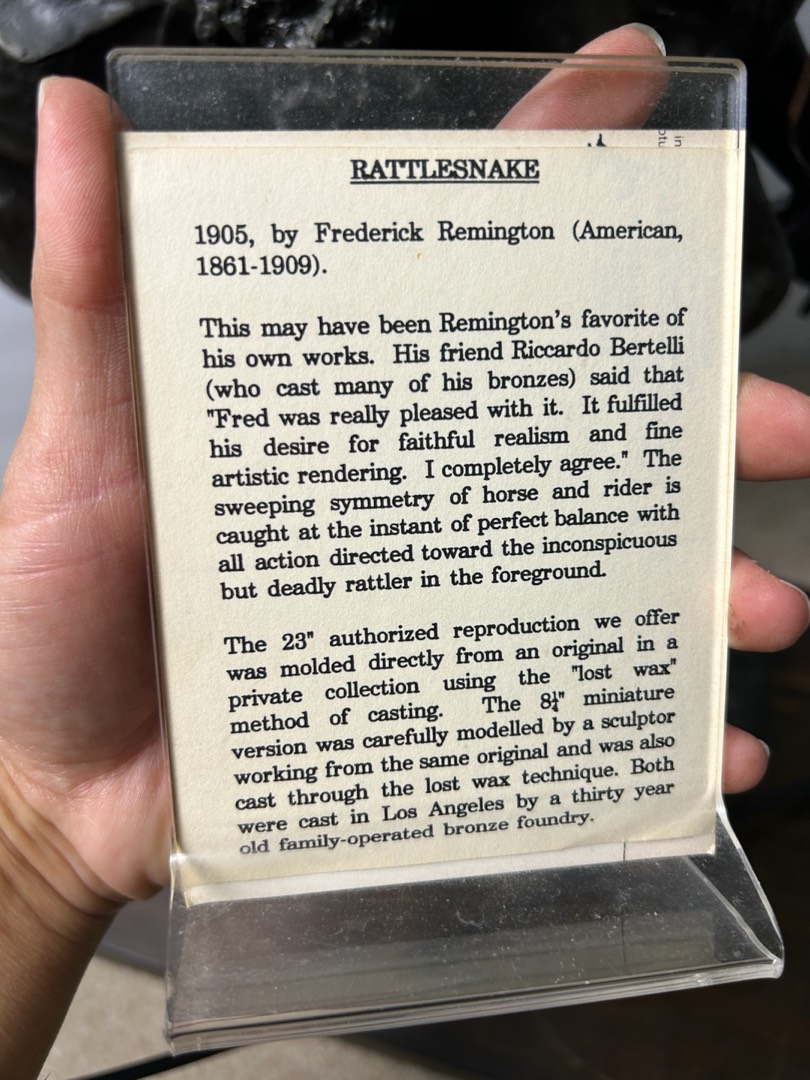 in
otu
RATTLESNAKE
1905, by Frederick Remington (American,
1861-1909).
This may have been Remington's favorite of
his own works. His friend Riccardo Bertelli
(who cast many of his bronzes) said that
"Fred was really pleased with it. It fulfilled
his desire for faithful realism and fine
artistic rendering. I completely agree." The
sweeping symmetry of horse and rider is
caught at the instant of perfect balance with
all action directed toward the inconspicuous
but deadly rattler in the foreground.
The 23" authorized reproduction we offer
was molded directly from an original in a
private collection using the "lost wax"
method of casting. The 8¼" miniature
version was carefully modelled by a sculptor
working from the same original and was also
cast through the lost wax technique. Both
were cast in Los Angeles by a thirty year
old family-operated bronze foundry.